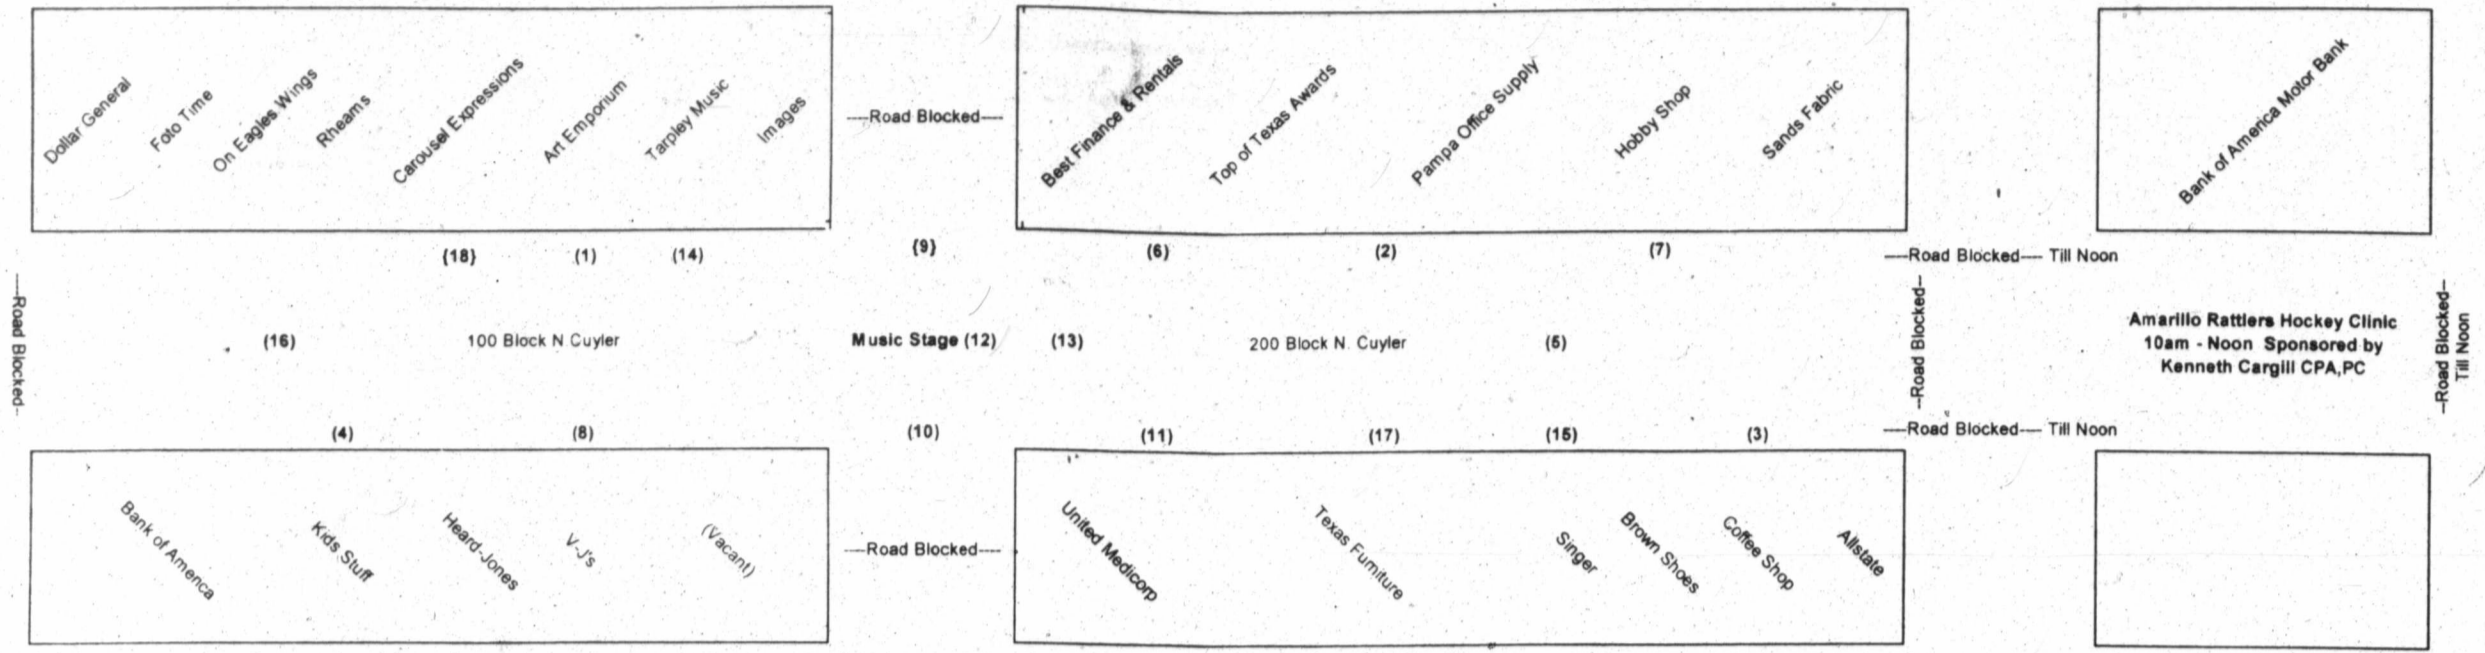 Dollar General
Foto Time
On Eagles Wings
Rheams
Carousel Expressions
Art Emporium
Tarpley Music
Images
----Road Blocked----
Best Finance & Rentals
Top of Texas Awards
Pampa Office Supply
Hobby Shop
Sands Fabric
Bank of America Motor Bank
{18}
(1)
(14)
{9}
(6)
(2)
(7)
----Road Blocked---- Till Noon
----Road Blocked--
(16)
100 Block N Cuyler
Music Stage (12)
(13)
200 Block N. Cuyler
(5)
--Road Blocked--
Amarillo Rattlers Hockey Clinic
10am - Noon Sponsored by
Kenneth Cargill CPA,PC
--Road Blocked--
Till Noon
(4)
(8)
(10)
(11)
(17)
(15)
(3)
----Road Blocked---- Till Noon
Bank of America
Kids Stuff
Heard-Jones
V-J's
(Vacant)
----Road Blocked----
United Medicorp
Texas Furniture
Singer
Brown Shoes
Coffee Shop
Allstate